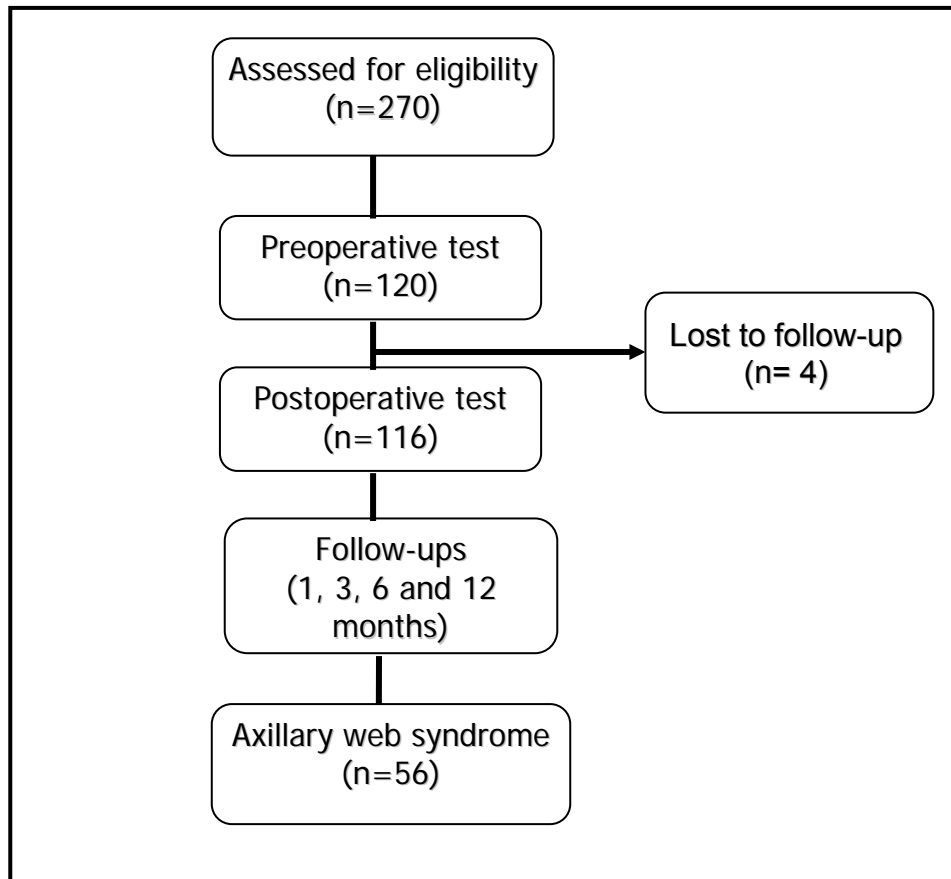 Assessed for eligibility
(n=270)
Preoperative test
(n=120)
Lost to follow-up
(n= 4)
Postoperative test
(n=116)
Follow-ups
(1, 3, 6 and 12
months)
Axillary web syndrome
(n=56)